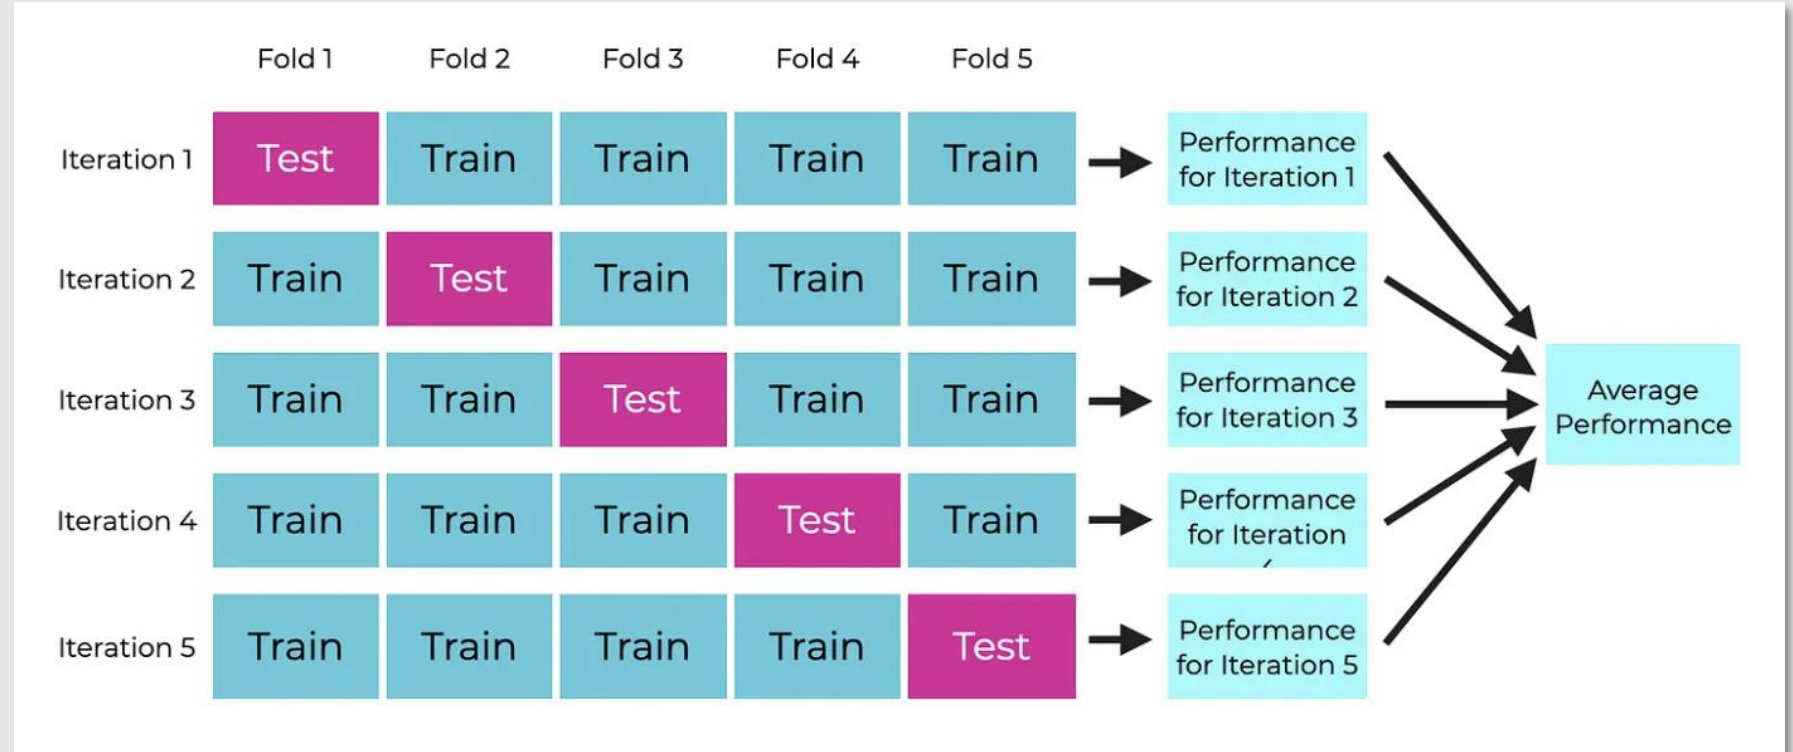 Fold 1 Fold 2 Fold 3 Fold 4 Fold 5
Iteration 1 Test Train Train Train Train
Performance
for Iteration 1
Iteration 2 Train Test Train Train Train
Performance
for Iteration 2
Iteration 3 Train Train Test Train Train
Performance
for Iteration 3
Average
Performance
Iteration 4 Train Train Train Test Train
Performance
for Iteration
Iteration 5 Train Train Train Train Test
Performance
for Iteration 5